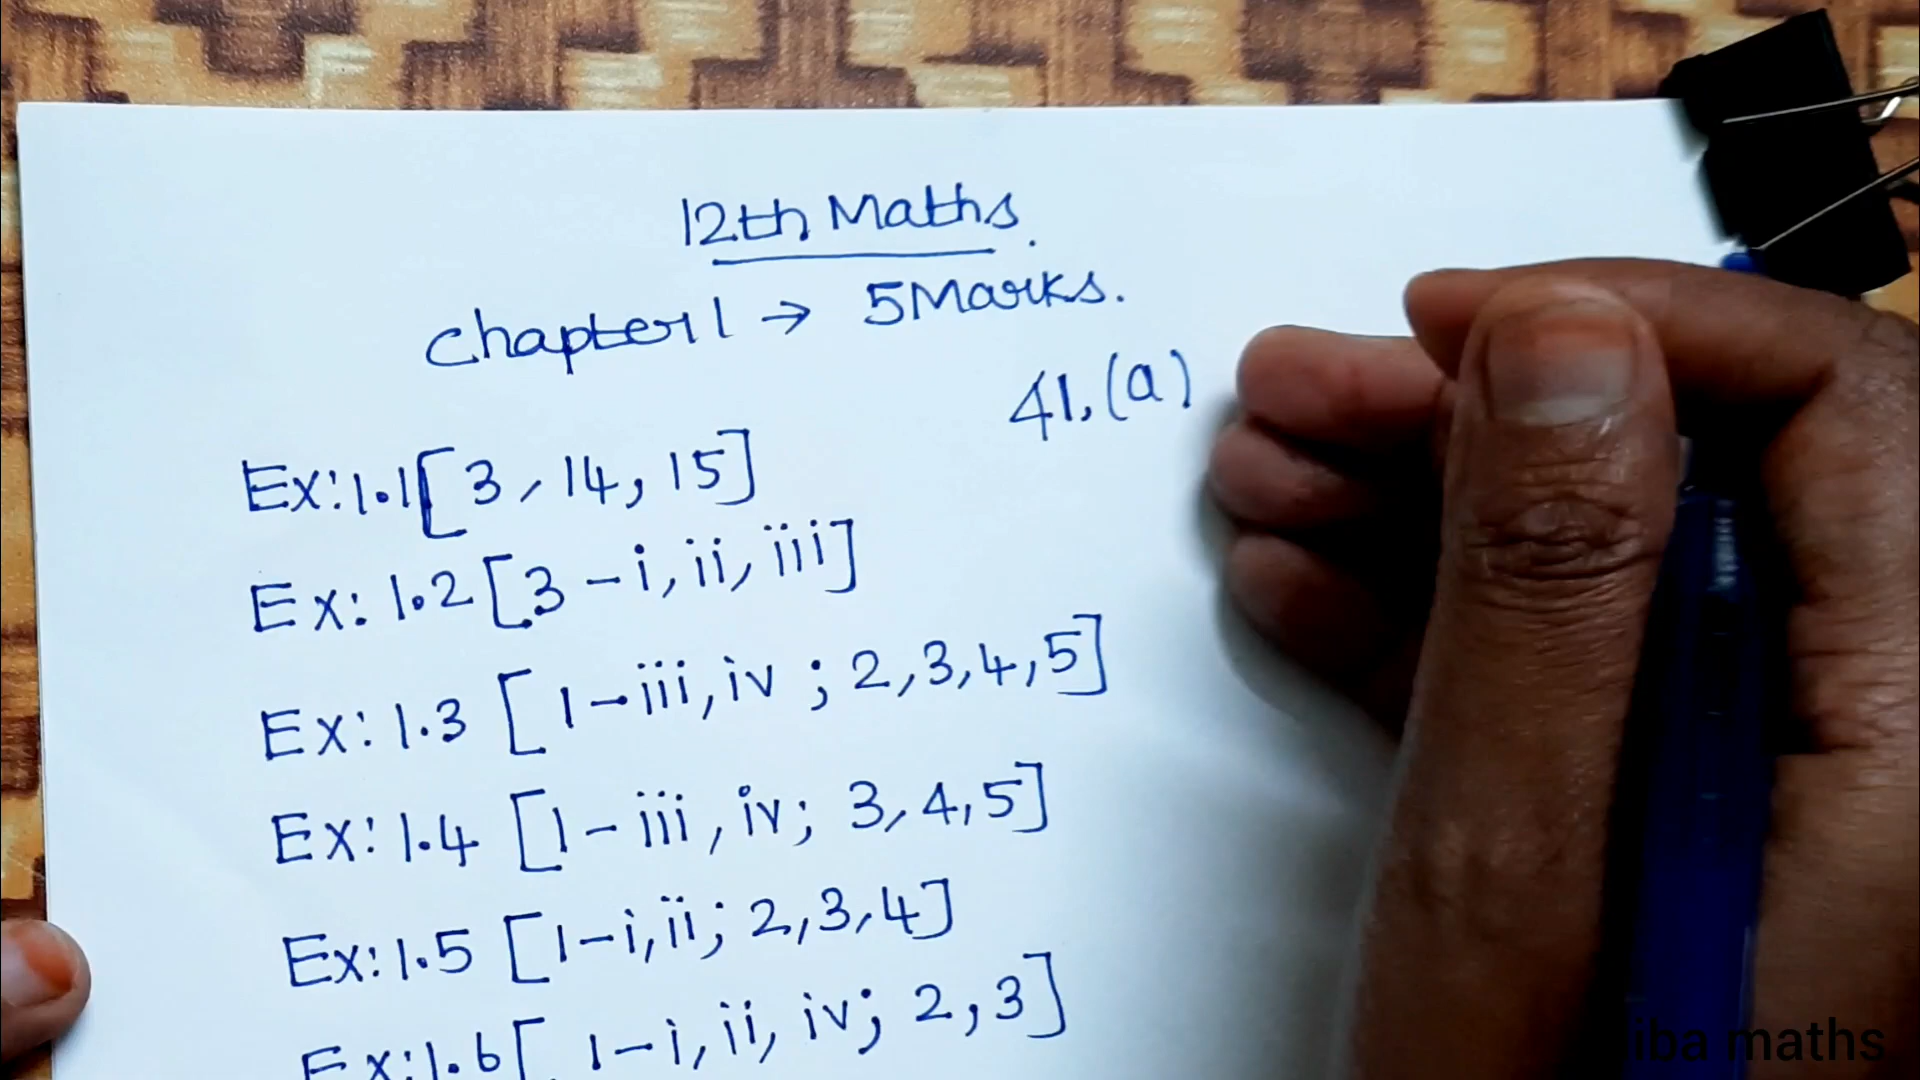 12th Maths.
Chapter 1 → 5 Marks.
41, (a)
Ex: 1.1 [3, 14, 15]
Ex: 1.2 [3 - i, ii, iii]
Ex: 1.3 [1 - iii, iv ; 2, 3, 4, 5]
Ex: 1.4 [1 - iii, iv; 3, 4, 5]
Ex: 1.5 [1 - i, ii; 2, 3, 4]
Ex: 1.6 [1 - i, ii, iv; 2, 3]
iba maths